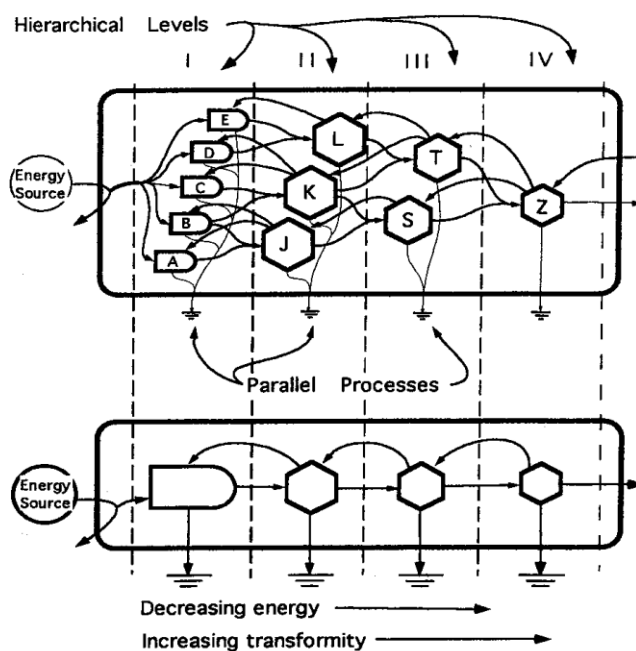 Hierarchical Levels
I II III IV
E
L
D
T
Energy
Source
C
K
Z
B
S
J
A
Parallel Processes
Energy
Source
Decreasing energy
Increasing transformity